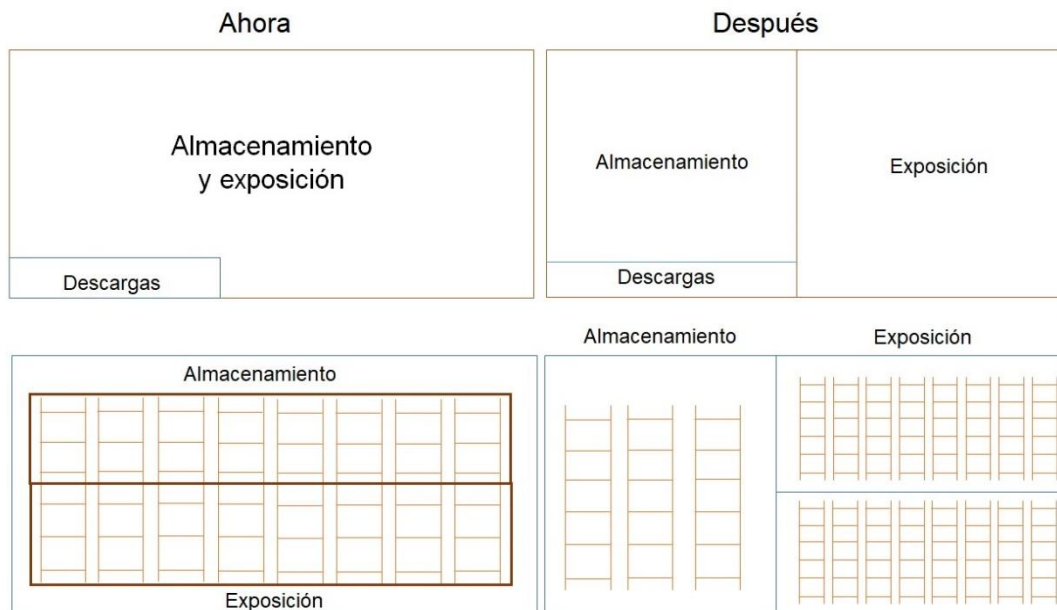 Ahora
Después
Almacenamiento
y exposición
Descargas
Almacenamiento
Exposición
Descargas
Almacenamiento
Exposición
Almacenamiento
Exposición